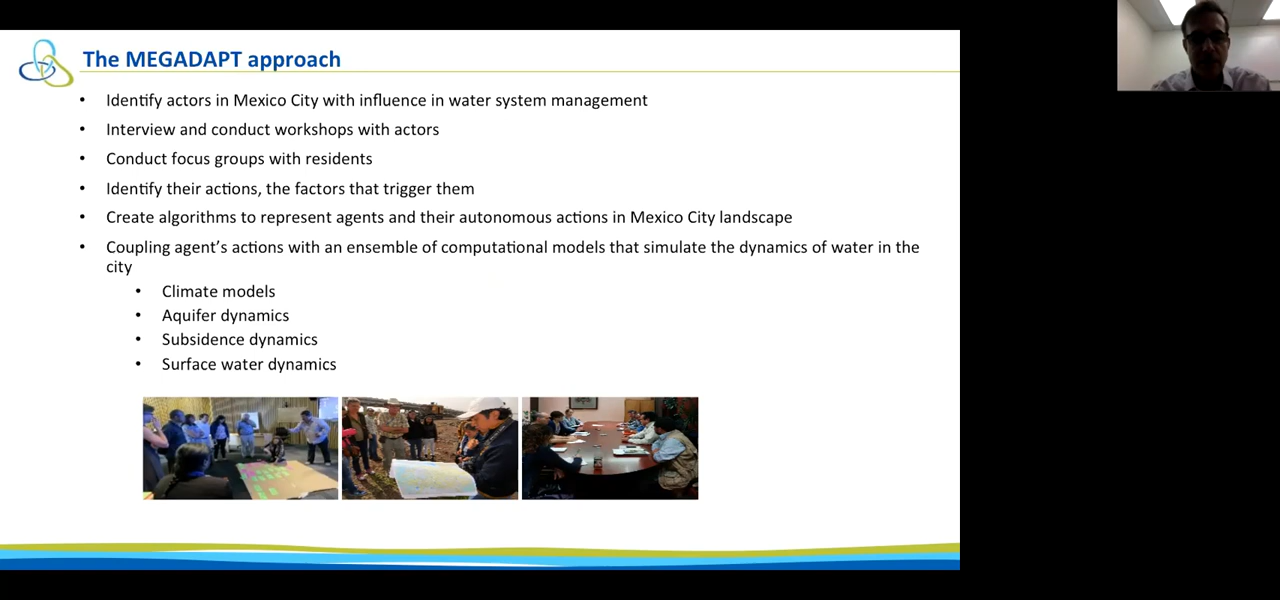 The MEGADAPT approach
• Identify actors in Mexico City with influence in water system management
• Interview and conduct workshops with actors
• Conduct focus groups with residents
• Identify their actions, the factors that trigger them
• Create algorithms to represent agents and their autonomous actions in Mexico City landscape
• Coupling agent's actions with an ensemble of computational models that simulate the dynamics of water in the
city
• Climate models
• Aquifer dynamics
• Subsidence dynamics
• Surface water dynamics